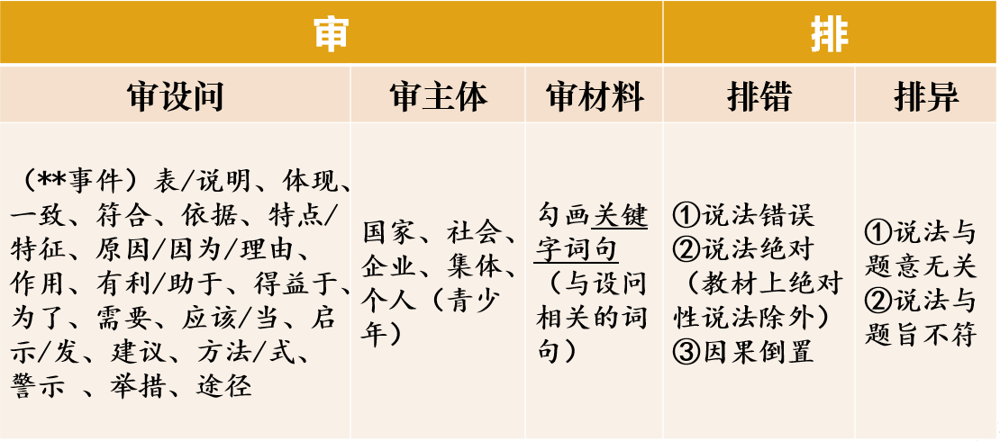 审
排
审设问
审主体
审材料
排错
排异
（**事件）表/说明、体现、
一致、符合、依据、特点/
特征、原因/因为/理由、
作用、有利/助于、得益于、
为了、需要、应该/当、启
示/发、建议、方法/式、
警示 、举措、途径
国家、社会、
企业、集体、
个人（青少
年）
勾画关键
字词句
（与设问
相关的词
句）
①说法错误
②说法绝对
（教材上绝对
性说法除外）
③因果倒置
①说法与
题意无关
②说法与
题旨不符